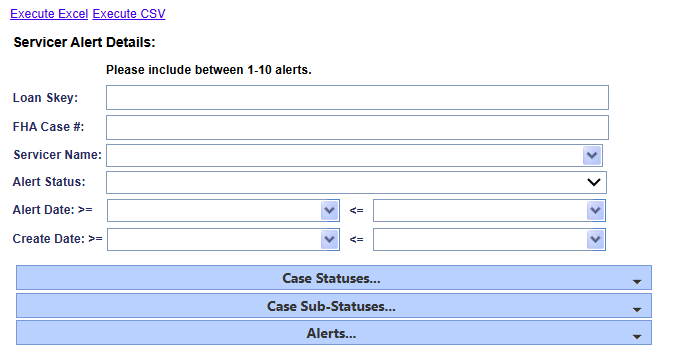 Execute Excel Execute CSV
Servicer Alert Details:
Please include between 1-10 alerts.
Loan Skey:
FHA Case #:
Servicer Name:
Alert Status:
Alert Date: >= <=
Create Date: >= <=
Case Statuses...
Case Sub-Statuses...
Alerts...